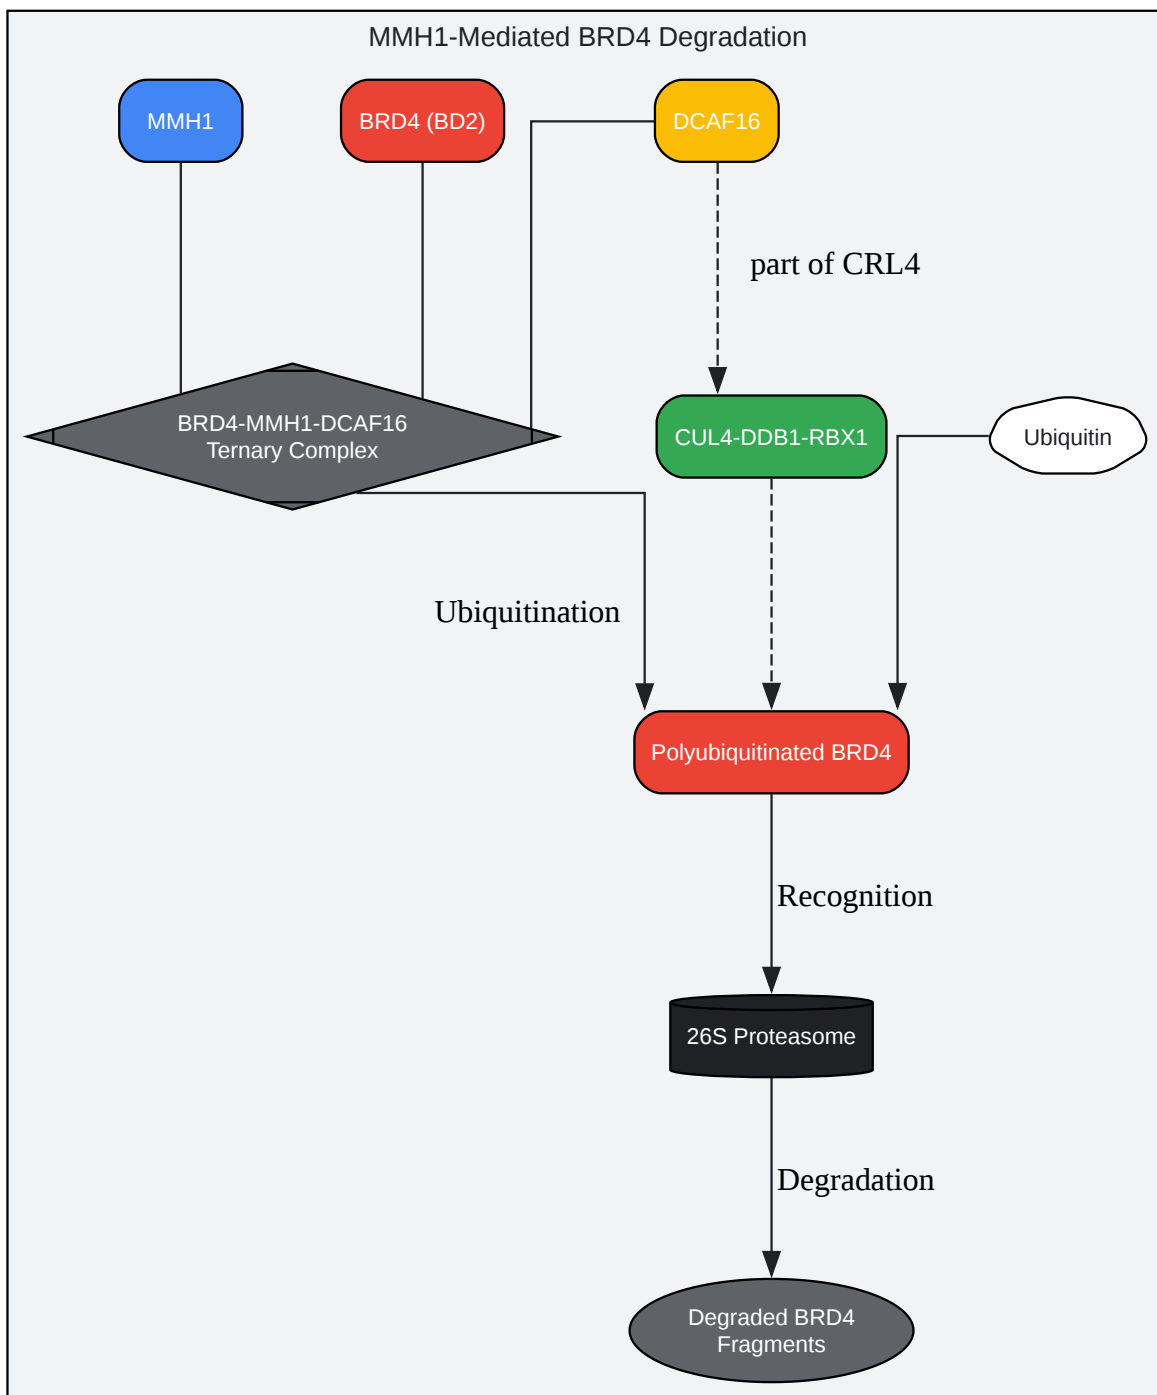 MMH1-Mediated BRD4 Degradation
MMH1
BRD4 (BD2)
DCAF16
part of CRL4
BRD4-MMH1-DCAF16
Ternary Complex
CUL4-DDB1-RBX1
Ubiquitin
Ubiquitination
Polyubiquitinated BRD4
Recognition
26S Proteasome
Degradation
Degraded BRD4
Fragments